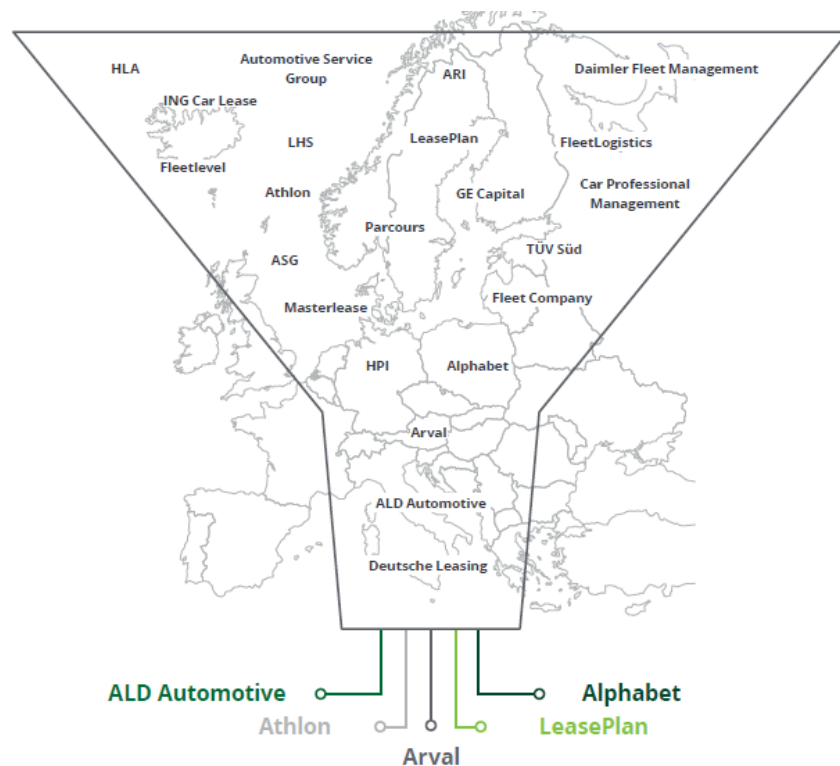 HLA
Automotive Service
Group
ARI
Daimler Fleet Management
ING Car Lease
LHS
LeasePlan
FleetLogistics
Fleetlevel
Athlon
GE Capital
Car Professional
Management
Parcours
ASG
TÜV Süd
Masterlease
Fleet Company
HPI
Alphabet
Arval
ALD Automotive
Deutsche Leasing
ALD Automotive
Alphabet
Athlon
LeasePlan
Arval